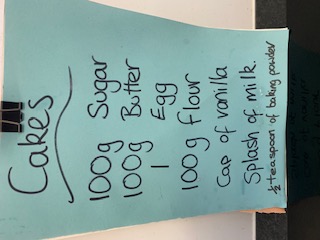 Cakes
100g Sugar
100g Butter
1 Egg
100g flour
Cap of vanilla
Splash of milk.
½ teaspoon of baking powder